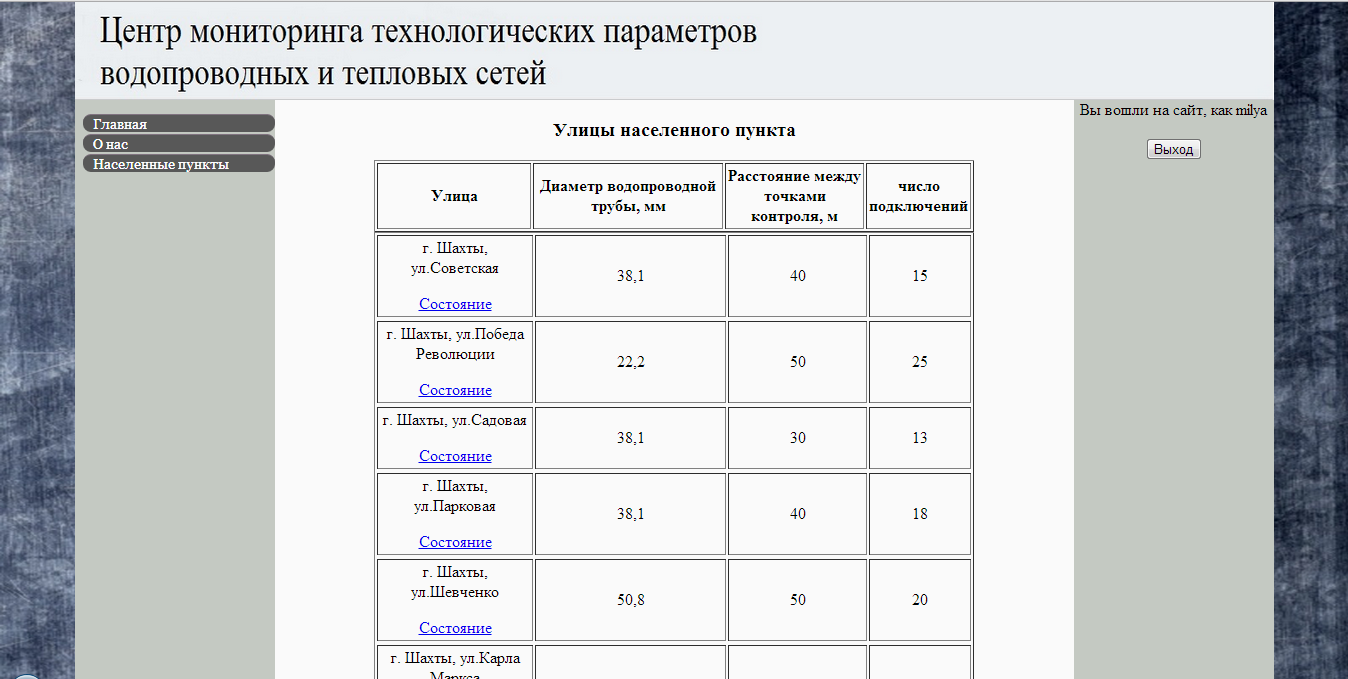 Центр мониторинга технологических параметров
водопроводных и тепловых сетей
Главная
О нас
Населенные пункты
Вы вошли на сайт, как milya
Выход
Улицы населенного пункта
Улица
Диаметр водопроводной
трубы, мм
Расстояние между
точками
контроля, м
число
подключений
г. Шахты,
ул.Советская
Состояние
38,1
40
15
г. Шахты, ул.Победа
Революции
Состояние
22,2
50
25
г. Шахты, ул.Садовая
Состояние
38,1
30
13
г. Шахты,
ул.Парковая
Состояние
38,1
40
18
г. Шахты,
ул.Шевченко
Состояние
50,8
50
20
г. Шахты, ул.Карла
Маркса